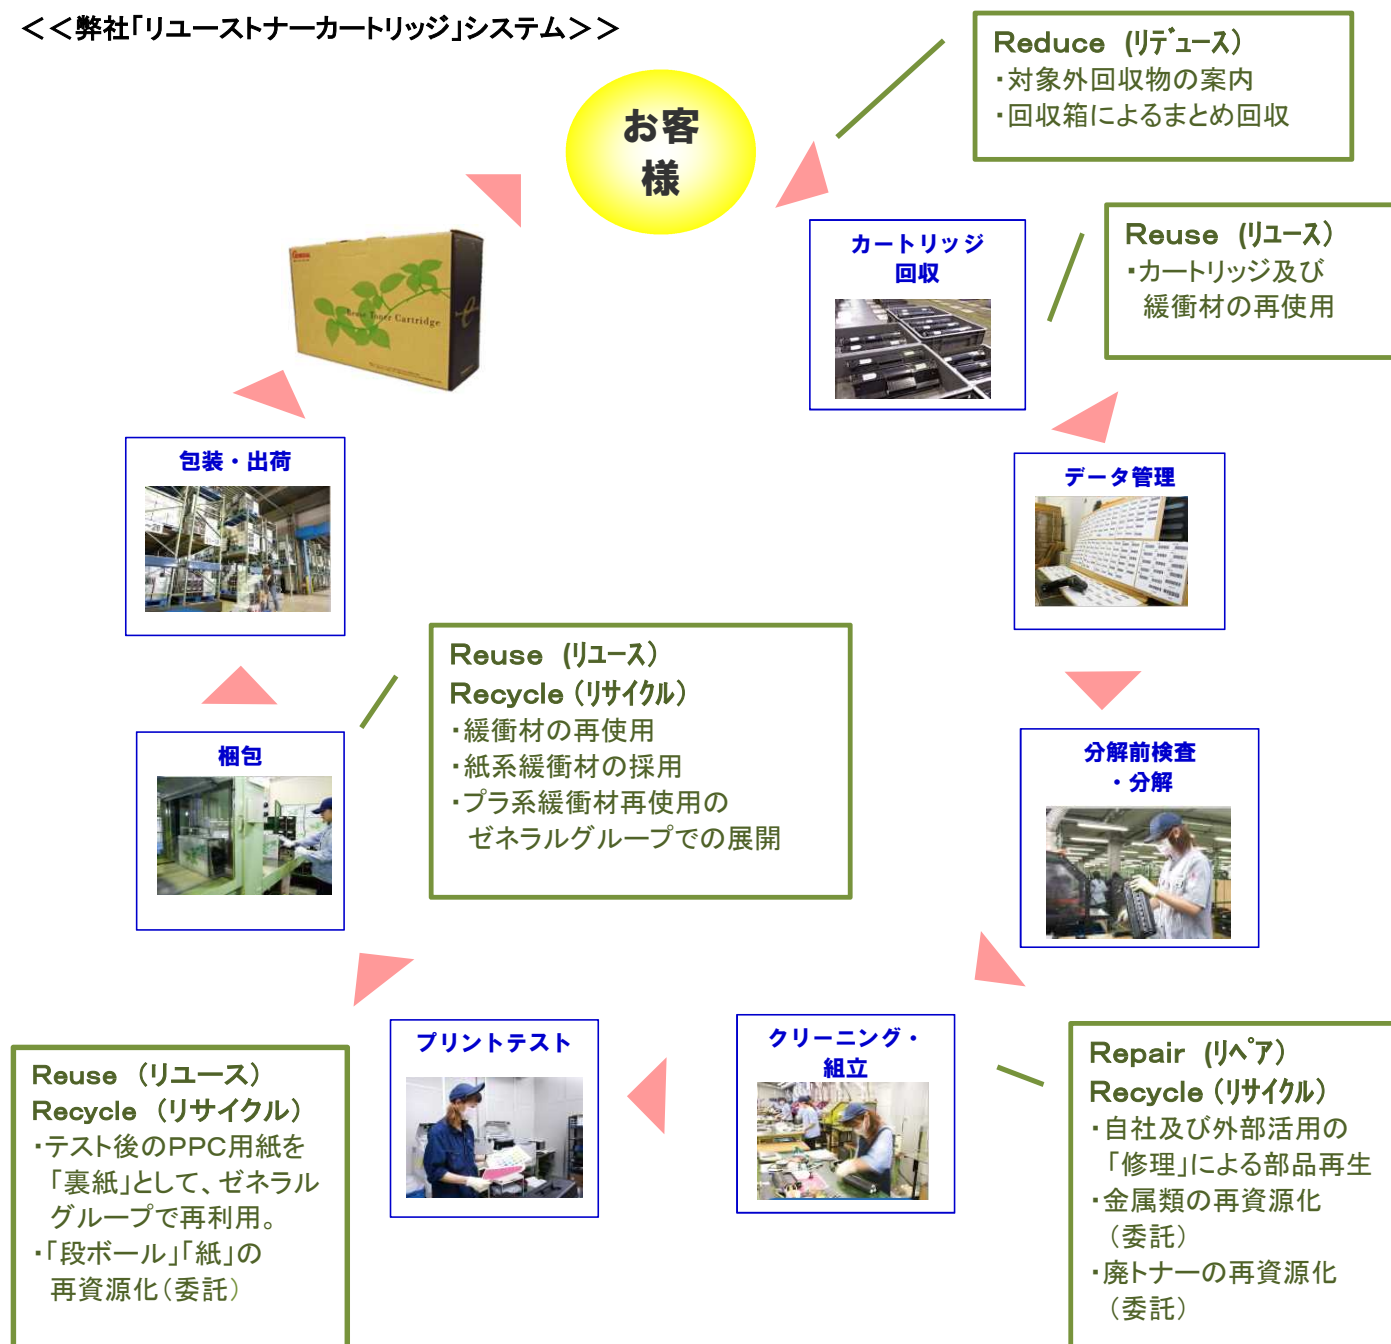 ＜＜弊社「リユーストナーカートリッジ」システム＞＞
お客
様
Reduce (ﾘﾃﾞｭｰｽ)
・対象外回収物の案内
・回収箱によるまとめ回収
カートリッジ
回収
Reuse (ﾘﾕｰｽ)
・カートリッジ及び
緩衝材の再使用
データ管理
分解前検査
・分解
Repair (ﾘﾍﾟｱ)
Recycle (ﾘｻｲｸﾙ)
・自社及び外部活用の
「修理」による部品再生
・金属類の再資源化
（委託）
・廃トナーの再資源化
（委託）
クリーニング・
組立
プリントテスト
Reuse （リユース）
Recycle （リサイクル）
・テスト後のPPC用紙を
「裏紙」として、ゼネラル
グループで再利用。
・「段ボール」「紙」の
再資源化（委託）
梱包
Reuse (ﾘﾕｰｽ)
Recycle (ﾘｻｲｸﾙ)
・緩衝材の再使用
・紙系緩衝材の採用
・プラ系緩衝材再使用の
ゼネラルグループでの展開
包装・出荷
Reuse Toner Cartridge